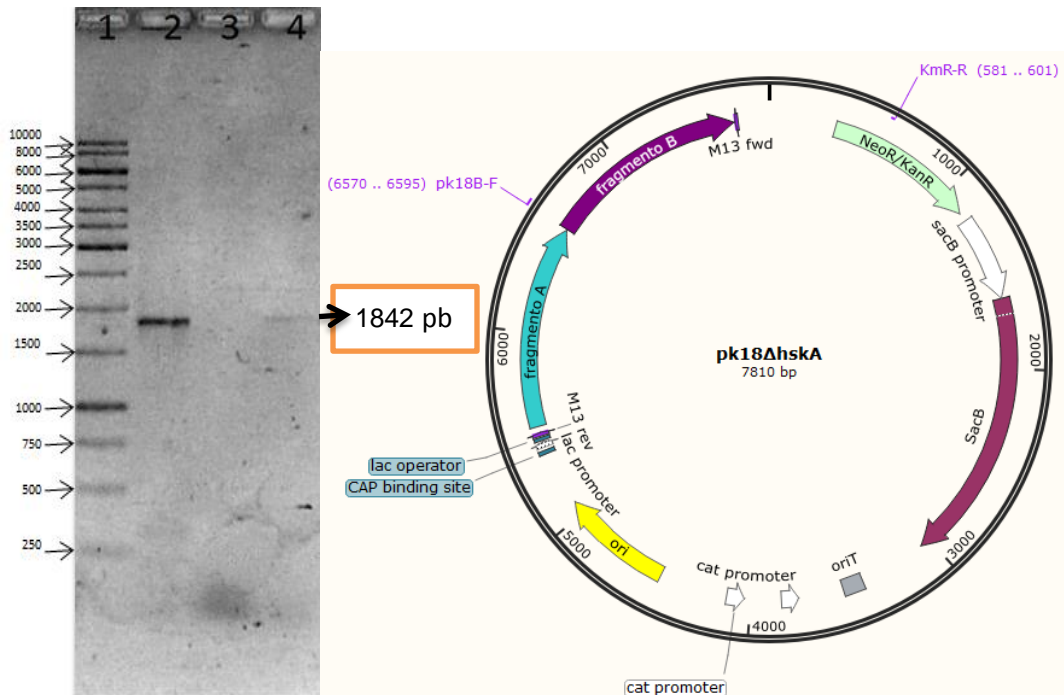 1 2 3 4
10000
8000
6000
5000
4000
3500
3000
2500
2000
1500
1000
750
500
250
1842 pb
KmR-R (581 .. 601)
(6570 .. 6595) pk18B-F
M13 fwd
NeoR/KanR
1000
sacB promoter
2000
SacB
3000
oriT
cat promoter
4000
cat promoter
ori
5000
lac promoter
M13 rev
lac operator
CAP binding site
fragmento A
6000
fragmento B
7000
pk18ΔhskA
7810 bp